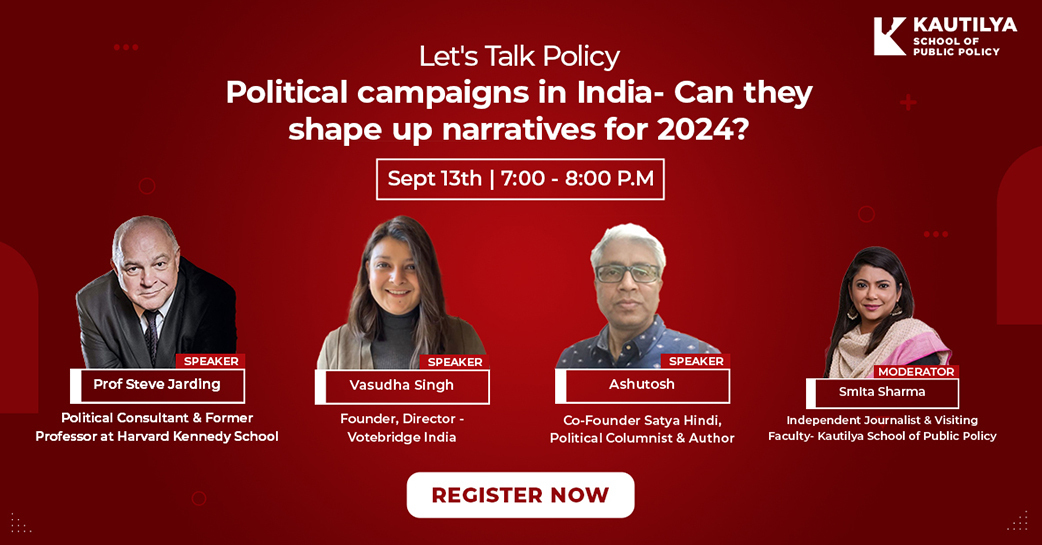 KAUTILYA
SCHOOL OF
PUBLIC POLICY
Let's Talk Policy
Political campaigns in India- Can they
shape up narratives for 2024?
Sept 13th | 7:00 - 8:00 P.M
SPEAKER
Prof Steve Jarding
Political Consultant & Former
Professor at Harvard Kennedy School
SPEAKER
Vasudha Singh
Founder, Director -
Votebridge India
SPEAKER
Ashutosh
Co-Founder Satya Hindi,
Political Columnist & Author
MODERATOR
Smita Sharma
Independent Journalist & Visiting
Faculty- Kautilya School of Public Policy
REGISTER NOW